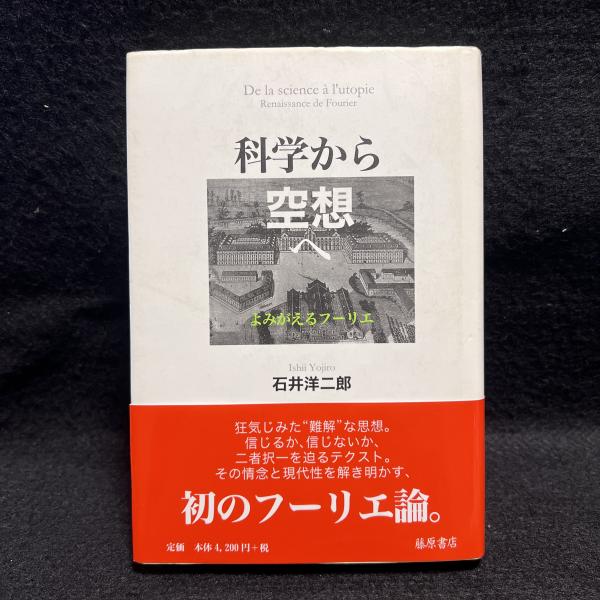 De la science à l'utopie
Renaissance de Fourier
科学から
空想
へ
よみがえるフーリエ
Ishii Yojiro
石井洋二郎
狂気じみた“難解”な思想。
信じるか、信じないか、
二者択一を迫るテクスト。
その情念と現代性を解き明かす、
初のフーリエ論。
定価 本体4,200円+税
藤原書店